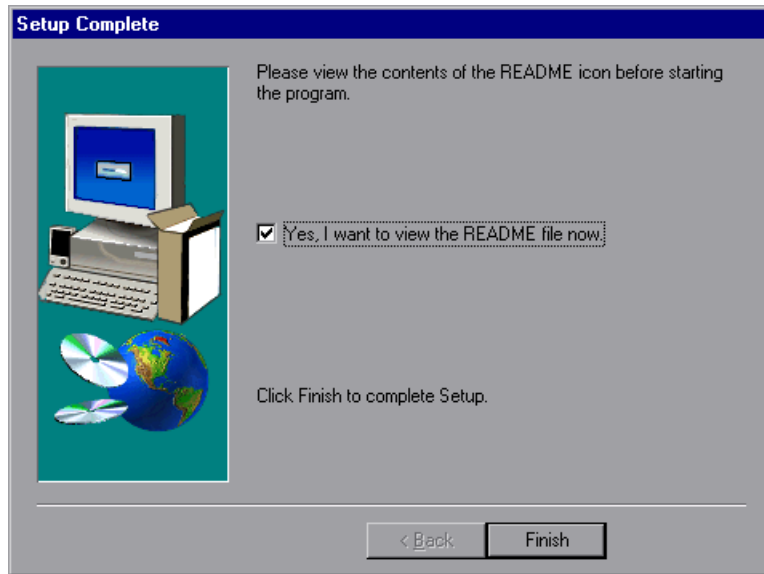 Setup Complete
Please view the contents of the README icon before starting
the program.
Yes, I want to view the README file now.
Click Finish to complete Setup.
< Back
Finish